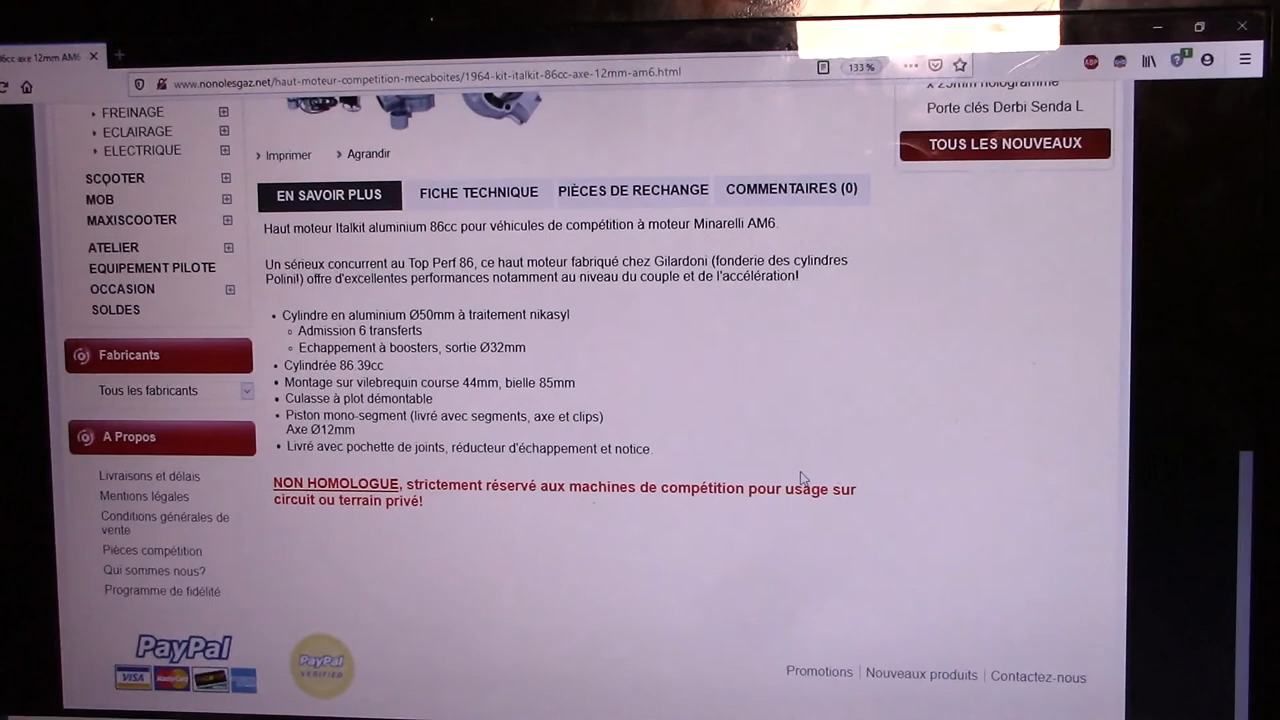 86cc axe 12mm AM6
www.nonolesgaz.net/haut-moteur-competition-mecaboites/1964-kit-italkit-86cc-axe-12mm-am6.html
133 %
ABP
1
FREINAGE
ECLAIRAGE
ELECTRIQUE
SCOOTER
MOB
MAXISCOOTER
ATELIER
EQUIPEMENT PILOTE
OCCASION
SOLDES
Fabricants
Tous les fabricants
A Propos
Livraisons et délais
Mentions légales
Conditions générales de
vente
Pièces compétition
Qui sommes nous?
Programme de fidélité
Imprimer
Agrandir
EN SAVOIR PLUS
FICHE TECHNIQUE
PIÈCES DE RECHANGE
COMMENTAIRES (0)
Haut moteur Italkit aluminium 86cc pour véhicules de compétition à moteur Minarelli AM6.
Un sérieux concurrent au Top Perf 86, ce haut moteur fabriqué chez Gilardoni (fonderie des cylindres
Polini!) offre d'excellentes performances notamment au niveau du couple et de l'accélération!
Cylindre en aluminium Ø50mm à traitement nikasyl
Admission 6 transferts
Echappement à boosters, sortie Ø32mm
Cylindrée 86.39cc
Montage sur vilebrequin course 44mm, bielle 85mm
Culasse à plot démontable
Piston mono-segment (livré avec segments, axe et clips)
Axe Ø12mm
Livré avec pochette de joints, réducteur d'échappement et notice.
NON HOMOLOGUE, strictement réservé aux machines de compétition pour usage sur
circuit ou terrain privé!
x 25mm hologramme
Porte clés Derbi Senda L
TOUS LES NOUVEAUX
PayPal
VISA
MasterCard
PayPal
VERIFIED
Promotions
Nouveaux produits
Contactez-nous